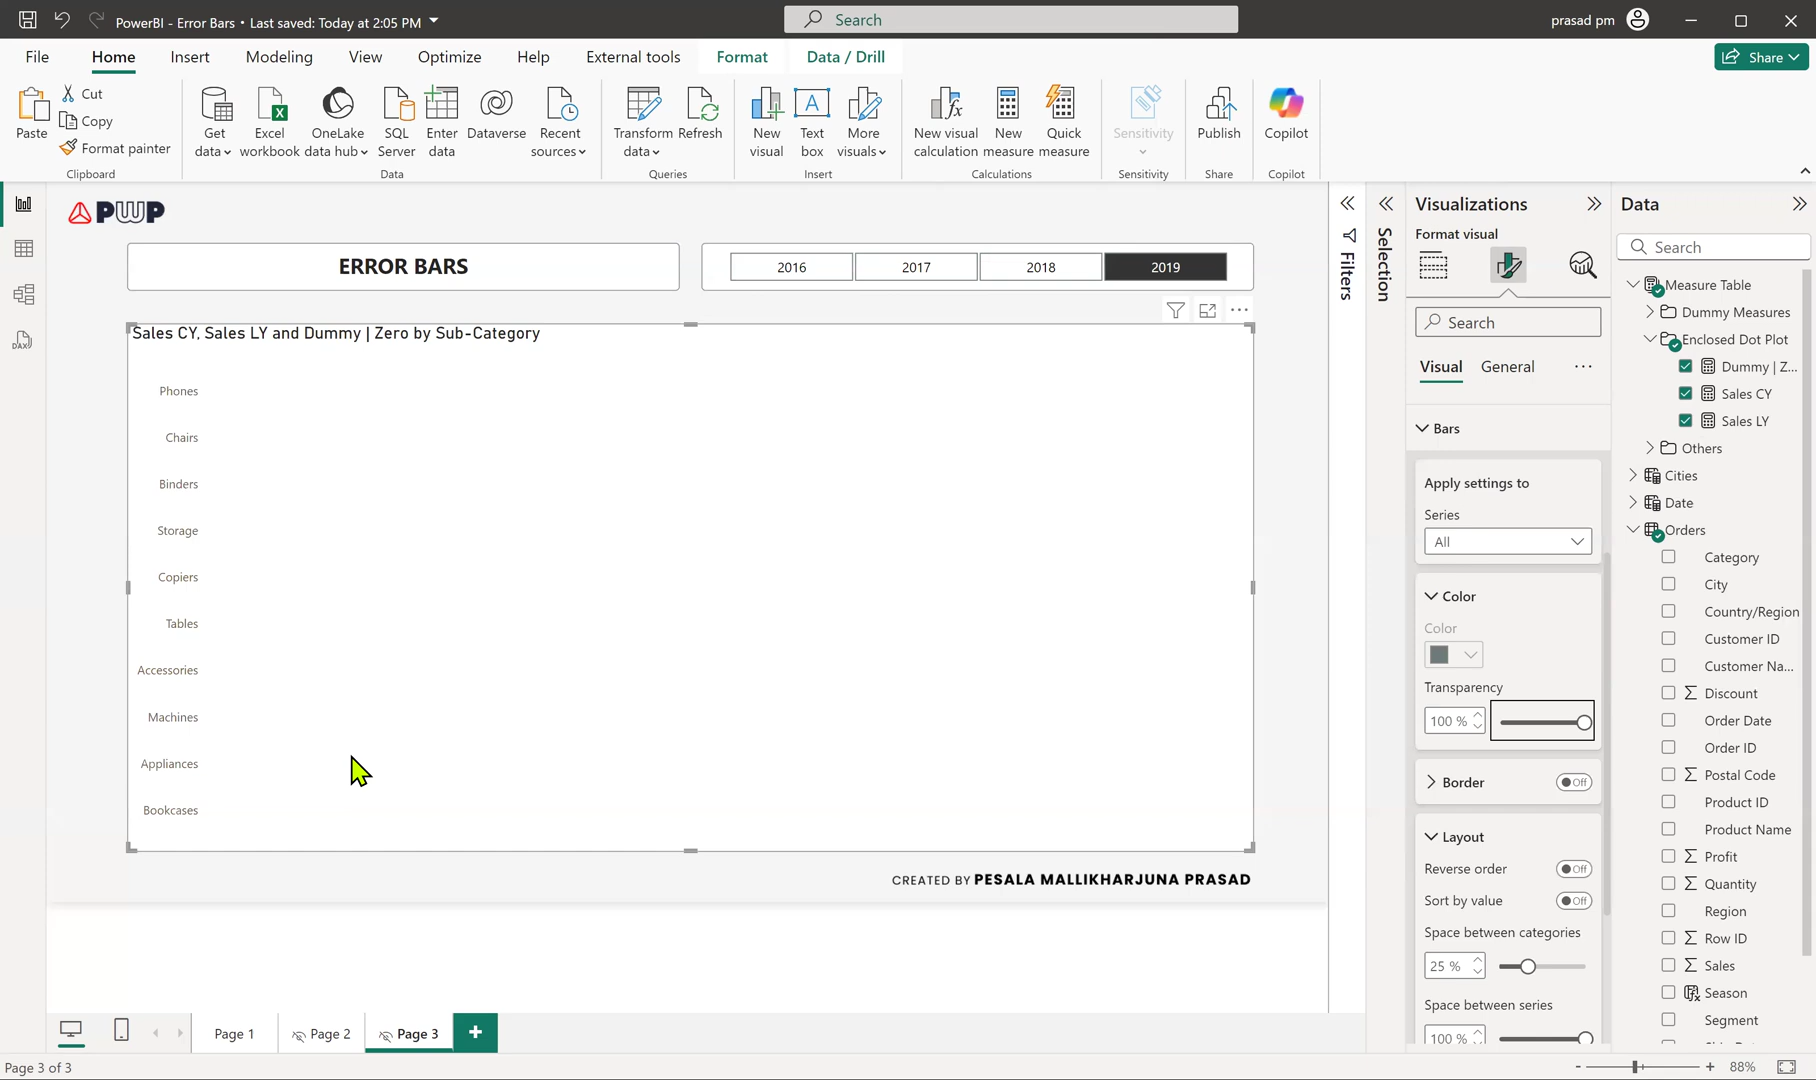 PowerBI - Error Bars • Last saved: Today at 2:05 PM
Search
prasad pm
File
Home
Insert
Modeling
View
Optimize
Help
External tools
Format
Data / Drill
Share
Paste
Cut
Copy
Format painter
Clipboard
Get data
Excel workbook
OneLake data hub
SQL Server
Enter data
Dataverse
Recent sources
Data
Transform data
Refresh
Queries
New visual
Text box
More visuals
Insert
New visual calculation
New measure
Quick measure
Calculations
Sensitivity
Sensitivity
Publish
Share
Copilot
Copilot
PWP
ERROR BARS
2016
2017
2018
2019
Sales CY, Sales LY and Dummy | Zero by Sub-Category
Phones
Chairs
Binders
Storage
Copiers
Tables
Accessories
Machines
Appliances
Bookcases
CREATED BY PESALA MALLIKHARJUNA PRASAD
Filters
Selection
Visualizations
Format visual
Search
Visual
General
Bars
Apply settings to
Series
All
Color
Color
Transparency
100 %
Border
Off
Layout
Reverse order
Off
Sort by value
Off
Space between categories
25 %
Space between series
100 %
Data
Search
Measure Table
Dummy Measures
Enclosed Dot Plot
Dummy | Z...
Sales CY
Sales LY
Others
Cities
Date
Orders
Category
City
Country/Region
Customer ID
Customer Na...
Discount
Order Date
Order ID
Postal Code
Product ID
Product Name
Profit
Quantity
Region
Row ID
Sales
Season
Segment
DAX
Page 1
Page 2
Page 3
Page 3 of 3
88%